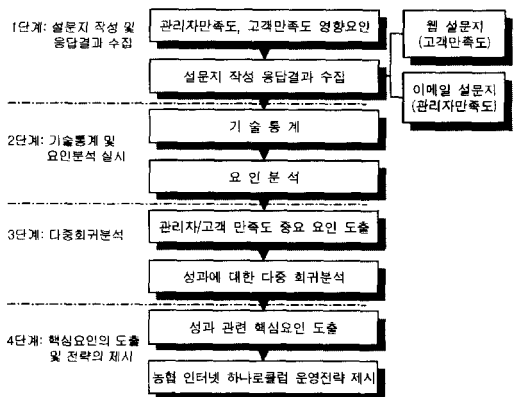 1단계: 설문지 작성 및
응답결과 수집
관리자만족도, 고객만족도 영향요인
설문지 작성 응답결과 수집
웹 설문지
(고객만족도)
이메일 설문지
(관리자만족도)
2단계: 기술통계 및
요인분석 실시
기 술 통 계
요 인 분 석
3단계: 다중회귀분석
관리자/고객 만족도 중요 요인 도출
성과에 대한 다중 회귀분석
4단계: 핵심요인의 도출
및 전략의 제시
성과 관련 핵심요인 도출
농협 인터넷 하나로클럽 운영전략 제시